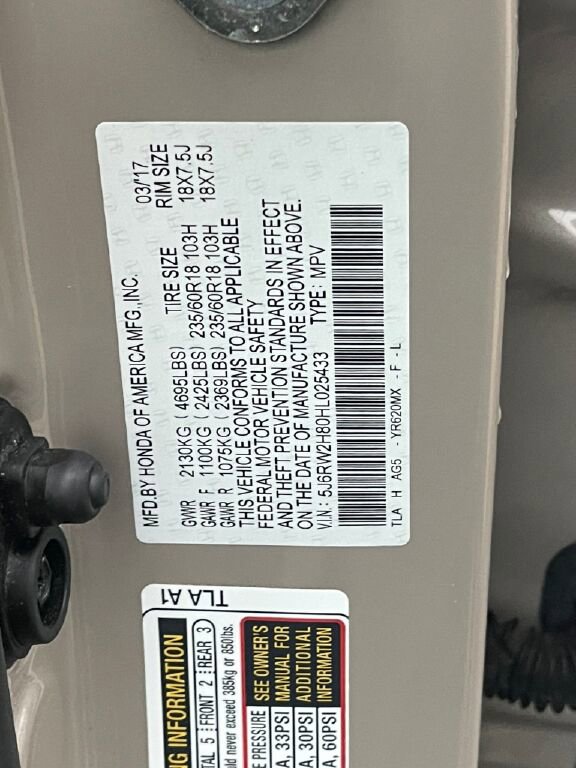 MFD.BY HONDA OF AMERICA MFG., INC. 03/'17
TIRE SIZE RIM SIZE
GVWR 2130KG (4695LBS)
GAWR F 1100KG (2425LBS) 235/60R18 103H 18X7.5J
GAWR R 1075KG (2369LBS) 235/60R18 103H 18X7.5J
THIS VEHICLE CONFORMS TO ALL APPLICABLE
FEDERAL MOTOR VEHICLE SAFETY
AND THEFT PREVENTION STANDARDS IN EFFECT
ON THE DATE OF MANUFACTURE SHOWN ABOVE.
V.I.N.: 5J6RW2H80HL025433 TYPE: MPV
TLA H AG5 - YR620MX - F - L
TLA A1
NG INFORMATION
TAL 5 FRONT 2 REAR 3
ld never exceed 385kg or 850lbs.
E PRESSURE SEE OWNER'S
MANUAL FOR
ADDITIONAL
INFORMATION
A, 33PSI
A, 30PSI
A, 60PSI